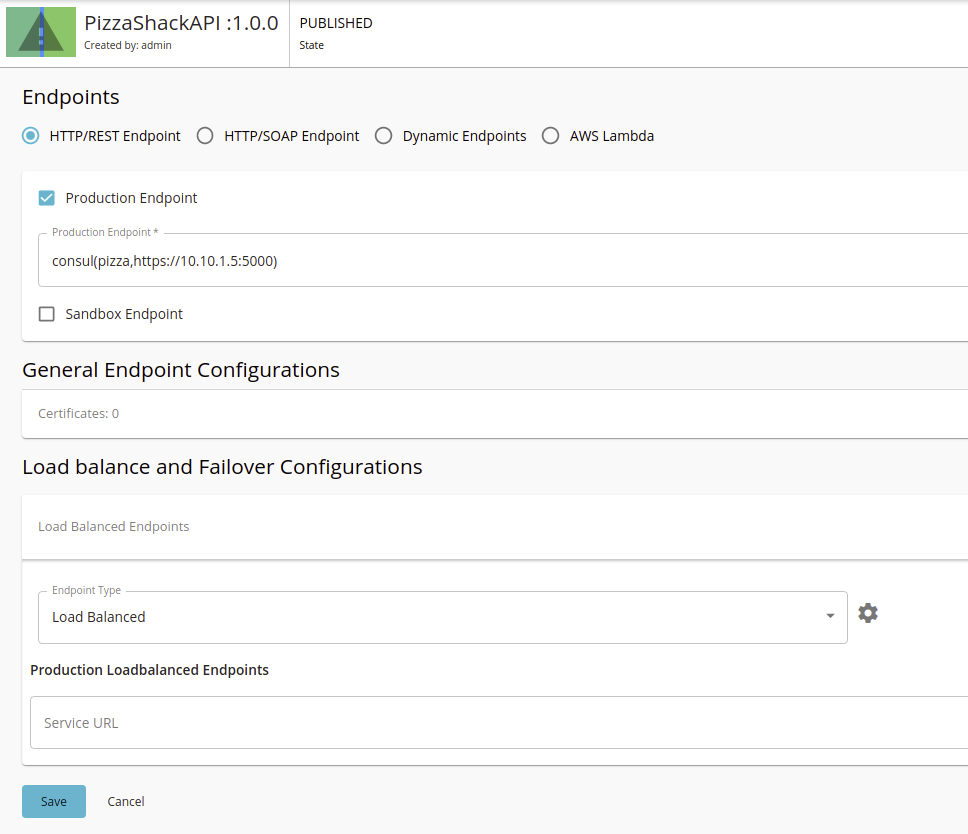 PizzaShackAPI :1.0.0
Created by: admin
PUBLISHED
State
Endpoints
HTTP/REST Endpoint
HTTP/SOAP Endpoint
Dynamic Endpoints
AWS Lambda
Production Endpoint
Production Endpoint *
consul(pizza,https://10.10.1.5:5000)
Sandbox Endpoint
General Endpoint Configurations
Certificates: 0
Load balance and Failover Configurations
Load Balanced Endpoints
Endpoint Type
Load Balanced
Production Loadbalanced Endpoints
Service URL
Save
Cancel